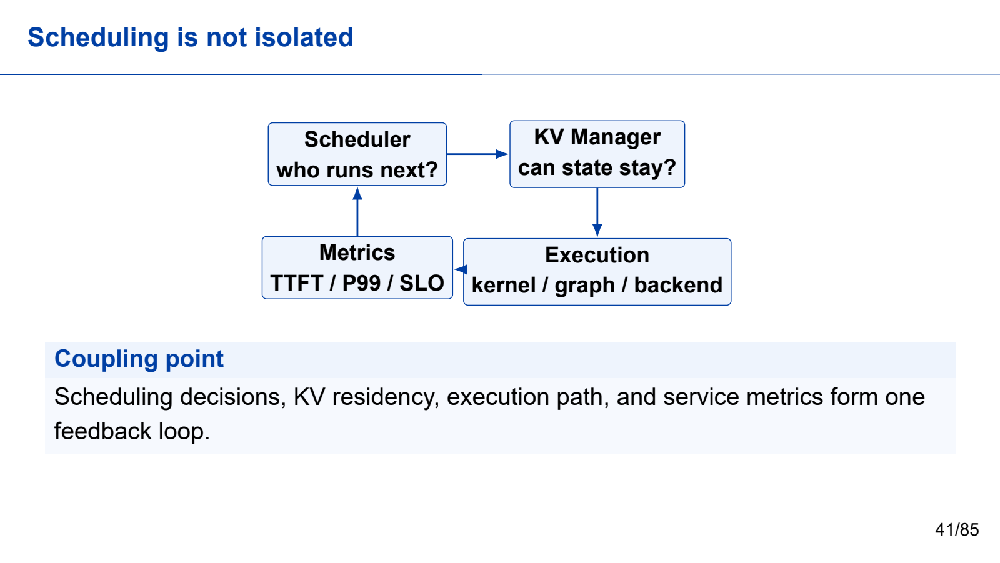 Scheduling is not isolated
Scheduler
who runs next?
KV Manager
can state stay?
Metrics
TTFT / P99 / SLO
Execution
kernel / graph / backend
Coupling point
Scheduling decisions, KV residency, execution path, and service metrics form one
feedback loop.
41/85